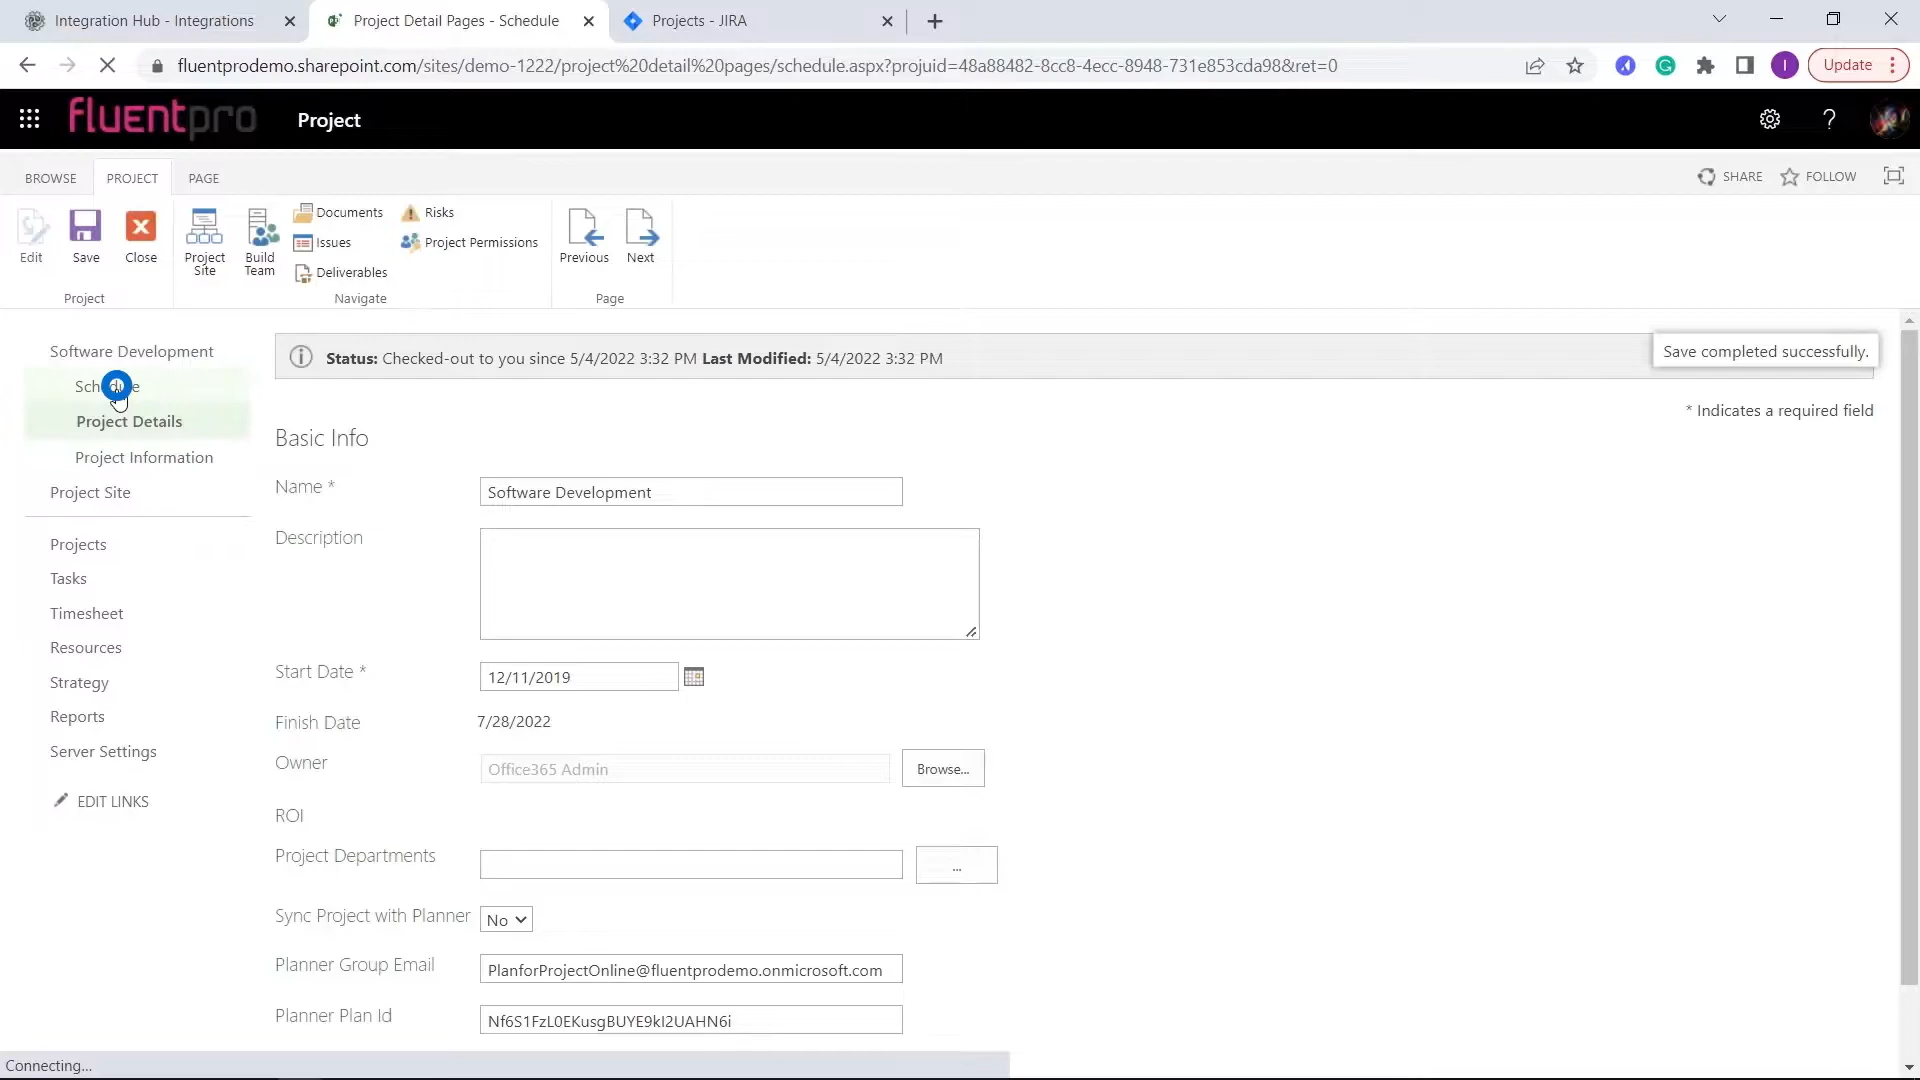 Integration Hub - Integrations
Project Detail Pages - Schedule
Projects - JIRA
fluentprodemo.sharepoint.com/sites/demo-1222/project%20detail%20pages/schedule.aspx?projuid=48a88482-8cc8-4ecc-8948-731e853cda98&ret=0
I
Update
fluentpro
Project
BROWSE
PROJECT
PAGE
SHARE
FOLLOW
Edit
Save
Close
Project
Site
Build
Team
Documents
Issues
Deliverables
Risks
Project Permissions
Previous
Next
Project
Navigate
Page
Software Development
Schedule
Project Details
Project Information
Project Site
Projects
Tasks
Timesheet
Resources
Strategy
Reports
Server Settings
EDIT LINKS
Status: Checked-out to you since 5/4/2022 3:32 PM Last Modified: 5/4/2022 3:32 PM
Save completed successfully.
* Indicates a required field
Basic Info
Name *
Software Development
Description
Start Date *
12/11/2019
Finish Date
7/28/2022
Owner
Office365 Admin
Browse...
ROI
Project Departments
...
Sync Project with Planner
No
Planner Group Email
PlanforProjectOnline@fluentprodemo.onmicrosoft.com
Planner Plan Id
Nf6S1FzL0EKusgBUYE9kI2UAHN6i
Connecting...